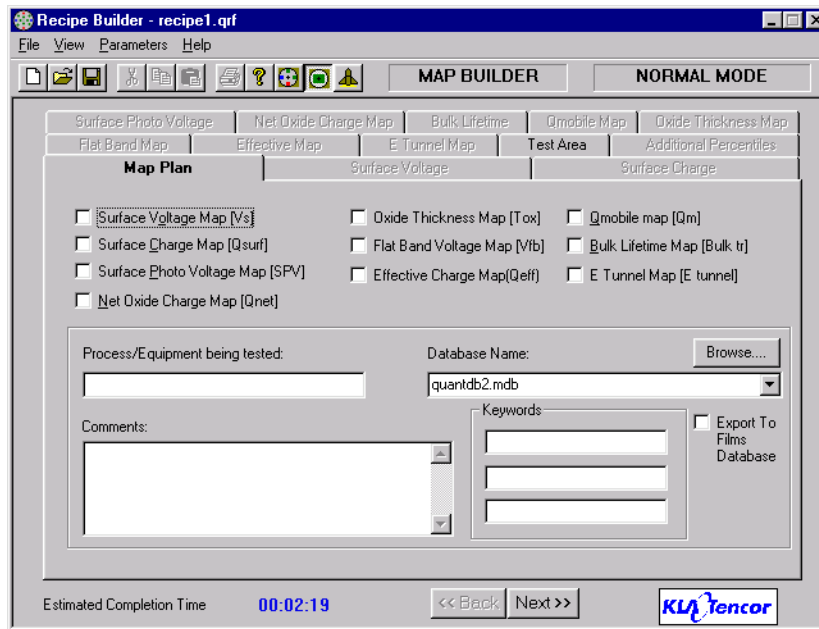 Recipe Builder - recipe1.qrf
File View Parameters Help
MAP BUILDER NORMAL MODE
Surface Photo Voltage Net Oxide Charge Map Bulk Lifetime Qmobile Map Oxide Thickness Map
Flat Band Map Effective Map E Tunnel Map Test Area Additional Percentiles
Map Plan Surface Voltage Surface Charge
Surface Voltage Map [Vs] Oxide Thickness Map [Tox] Qmobile map [Qm]
Surface Charge Map [Qsurf] Flat Band Voltage Map [Vfb] Bulk Lifetime Map [Bulk tr]
Surface Photo Voltage Map [SPV] Effective Charge Map(Qeff) E Tunnel Map [E tunnel]
Net Oxide Charge Map [Qnet]
Process/Equipment being tested: Database Name: Browse....
quantdb2.mdb
Comments: Keywords Export To
Films
Database
Estimated Completion Time 00:02:19 << Back Next >> KLA Tencor